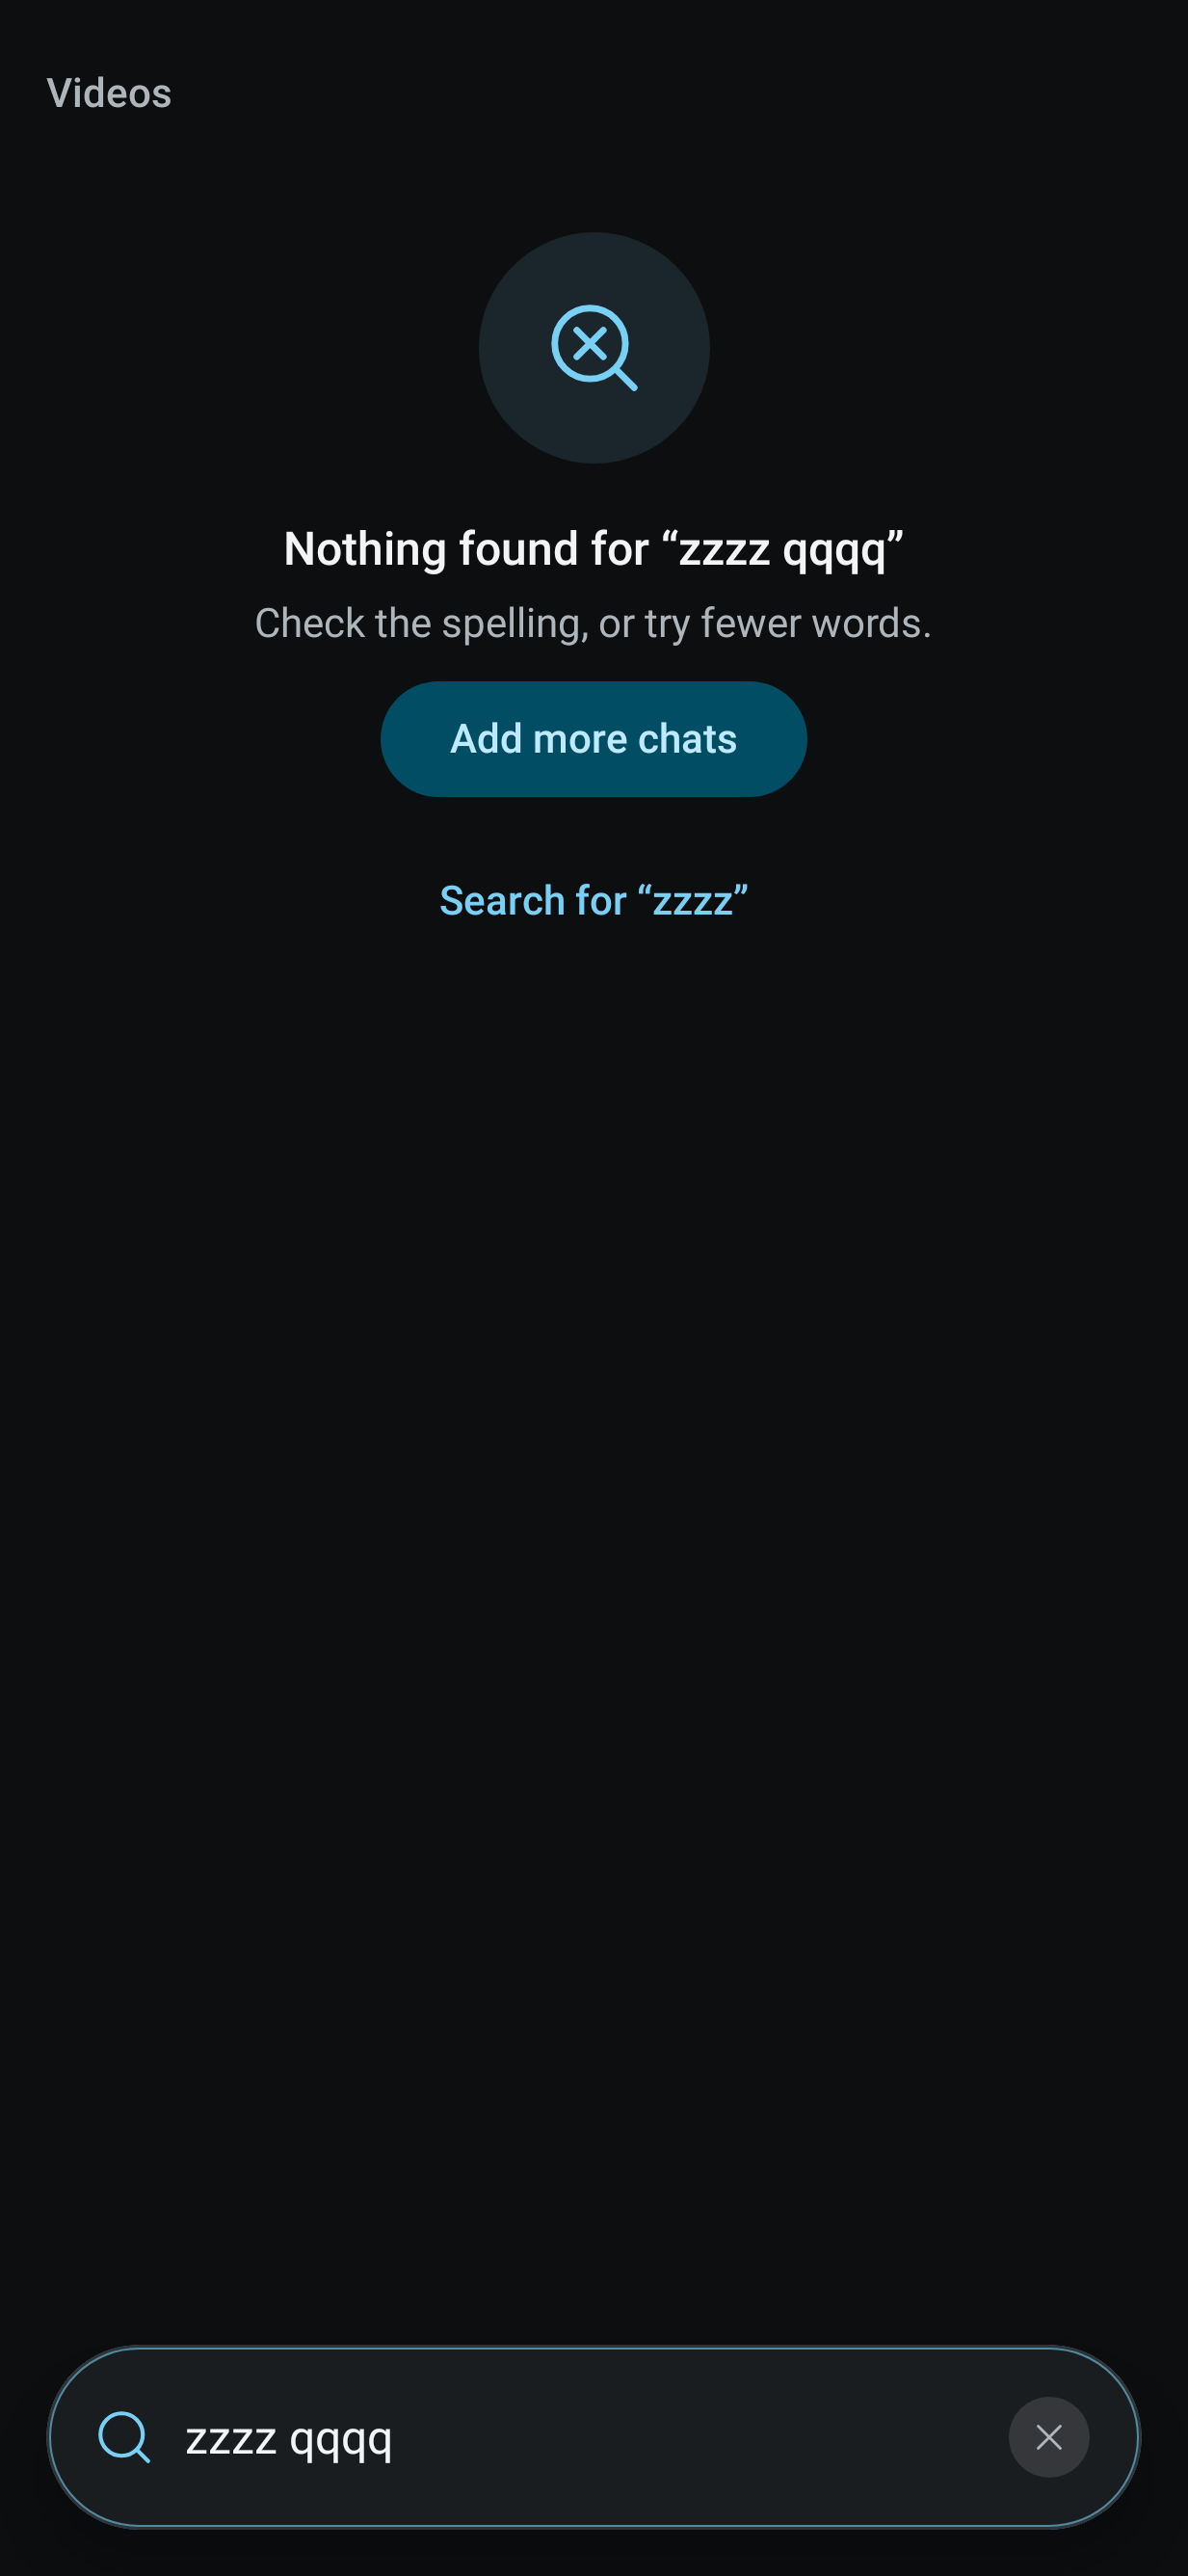 Videos
Nothing found for “zzzz qqqq”
Check the spelling, or try fewer words.
Add more chats
Search for “zzzz”
zzzz qqqq